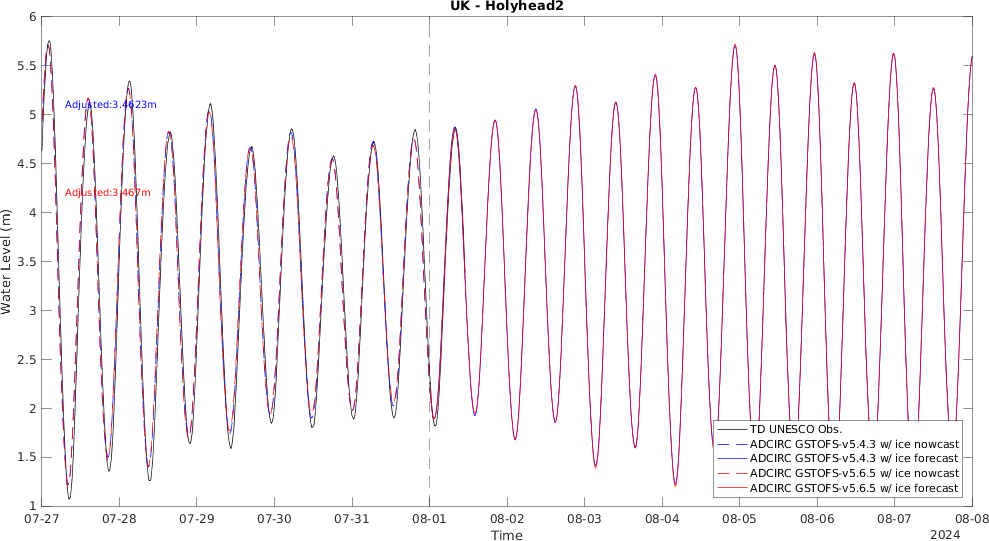 UK - Holyhead2
6
5.5
5
4.5
4
3.5
3
2.5
2
1.5
1
Water Level (m)
Adjusted:3.4623m
Adjusted:3.467m
TD UNESCO Obs.
ADCIRC GSTOFS-v5.4.3 w/ ice nowcast
ADCIRC GSTOFS-v5.4.3 w/ ice forecast
ADCIRC GSTOFS-v5.6.5 w/ ice nowcast
ADCIRC GSTOFS-v5.6.5 w/ ice forecast
07-27 07-28 07-29 07-30 07-31 08-01 08-02 08-03 08-04 08-05 08-06 08-07 08-08
Time
2024